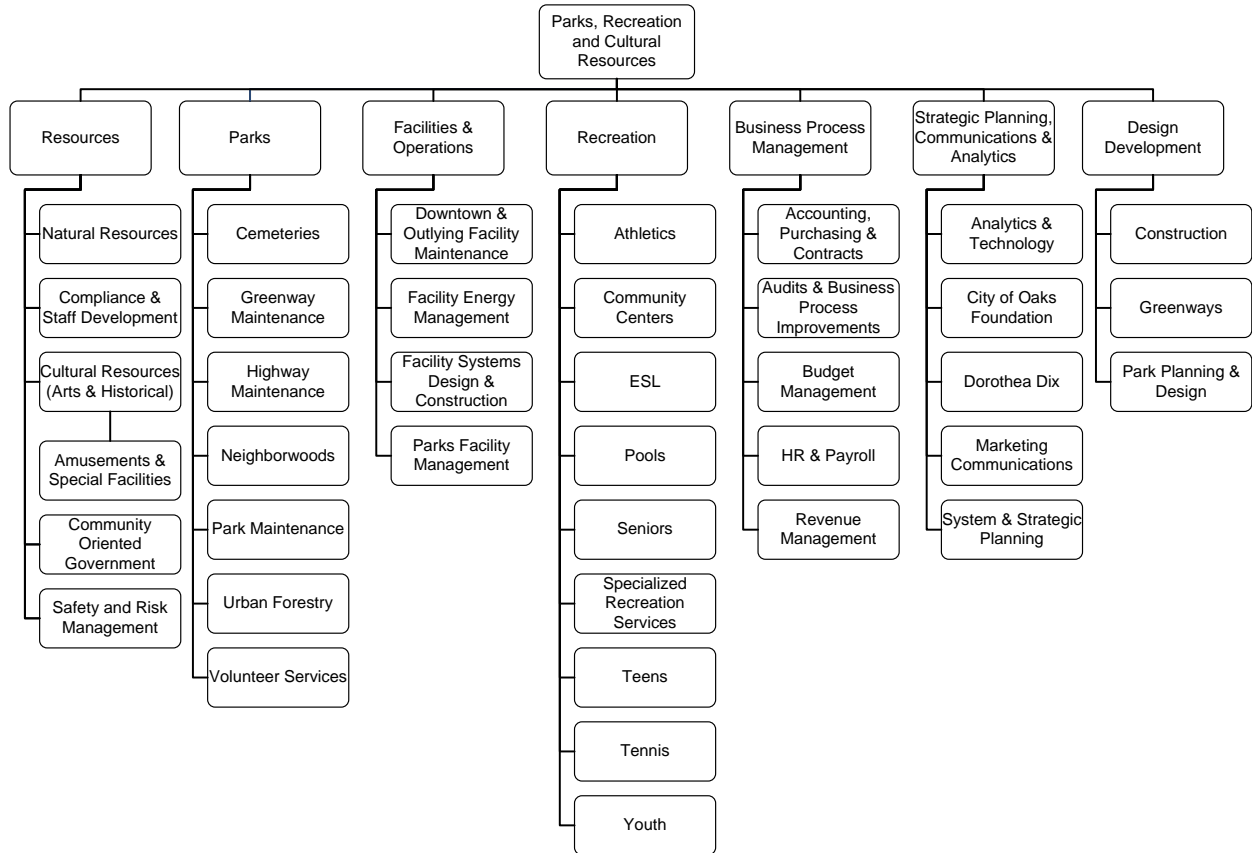 Parks, Recreation
and Cultural
Resources
Resources
Parks
Facilities &
Operations
Recreation
Business Process
Management
Strategic Planning,
Communications &
Analytics
Design
Development
Natural Resources
Compliance &
Staff Development
Cultural Resources
(Arts & Historical)
Amusements &
Special Facilities
Community
Oriented
Government
Safety and Risk
Management
Cemeteries
Greenway
Maintenance
Highway
Maintenance
Neighborwoods
Park Maintenance
Urban Forestry
Volunteer Services
Downtown &
Outlying Facility
Maintenance
Facility Energy
Management
Facility Systems
Design &
Construction
Parks Facility
Management
Athletics
Community
Centers
ESL
Pools
Seniors
Specialized
Recreation
Services
Teens
Tennis
Youth
Accounting,
Purchasing &
Contracts
Audits & Business
Process
Improvements
Budget
Management
HR & Payroll
Revenue
Management
Analytics &
Technology
City of Oaks
Foundation
Dorothea Dix
Marketing
Communications
System & Strategic
Planning
Construction
Greenways
Park Planning &
Design